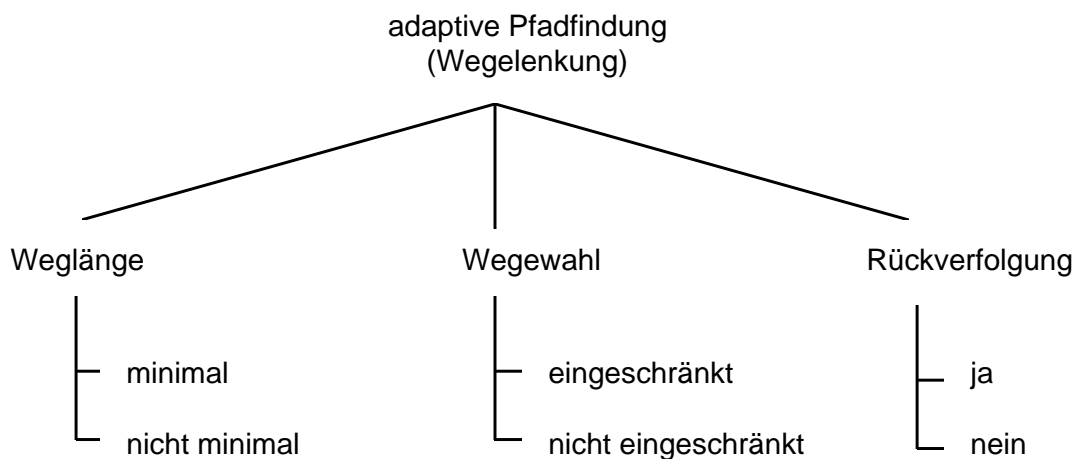 adaptive Pfadfindung
(Wegelenkung)
Weglänge
Wegewahl
Rückverfolgung
minimal
eingeschränkt
ja
nicht minimal
nicht eingeschränkt
nein